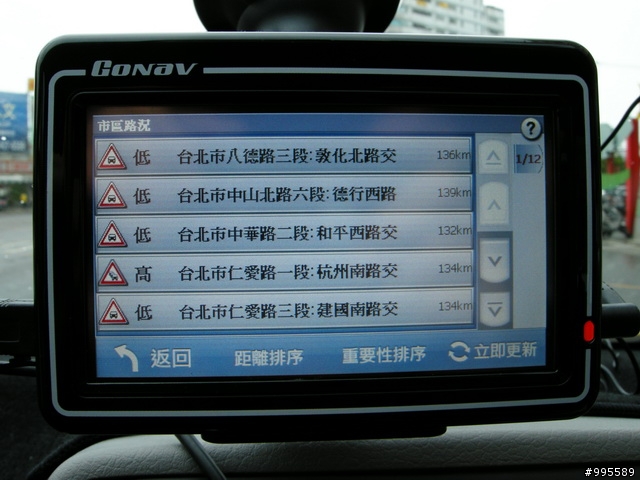 GONAV
市區路況
?
低 台北市八德路三段:敦化北路交 136km
1/12
低 台北市中山北路六段:德行西路 139km
低 台北市中華路二段:和平西路交 132km
高 台北市仁愛路一段:杭州南路交 134km
低 台北市仁愛路三段:建國南路交 134km
返回 距離排序 重要性排序 立即更新
#995589